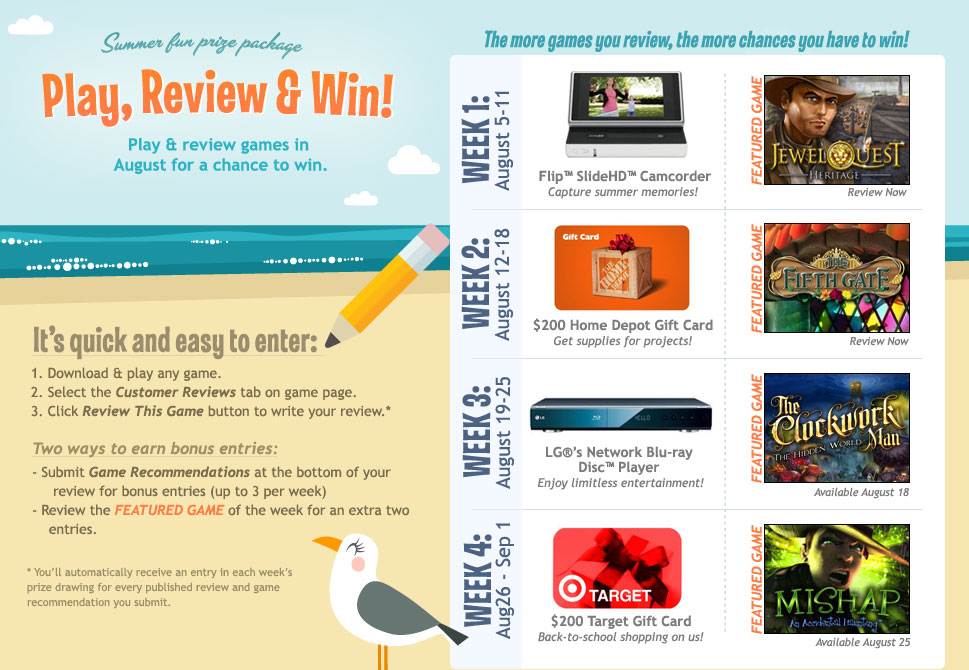 Summer fun prize package
Play, Review & Win!
Play & review games in
August for a chance to win.
It's quick and easy to enter:
1. Download & play any game.
2. Select the Customer Reviews tab on game page.
3. Click Review This Game button to write your review.*
Two ways to earn bonus entries:
- Submit Game Recommendations at the bottom of your
review for bonus entries (up to 3 per week)
- Review the FEATURED GAME of the week for an extra two
entries.
* You'll automatically receive an entry in each week's
prize drawing for every published review and game
recommendation you submit.
The more games you review, the more chances you have to win!
WEEK 1:
August 5-11
Flip™ SlideHD™ Camcorder
Capture summer memories!
FEATURED GAME
JEWEL QUEST
HERITAGE
Review Now
WEEK 2:
August 12-18
Gift Card
THE HOME DEPOT
$200 Home Depot Gift Card
Get supplies for projects!
FEATURED GAME
THE
FIFTH GATE
Review Now
WEEK 3:
August 19-25
LG
HELLO
LG®'s Network Blu-ray
Disc™ Player
Enjoy limitless entertainment!
FEATURED GAME
The
Clockwork
Man
THE HIDDEN WORLD
Available August 18
WEEK 4:
Aug26 - Sep 1
TARGET
$200 Target Gift Card
Back-to-school shopping on us!
FEATURED GAME
MISHAP
An Accidental Haunting
Available August 25